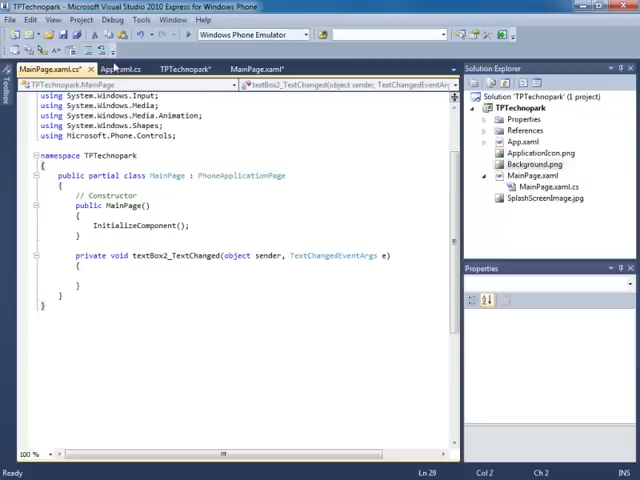 TPTechnopark - Microsoft Visual Studio 2010 Express for Windows Phone
File Edit View Project Debug Tools Window Help
Windows Phone Emulator
MainPage.xaml.cs* App.xaml.cs TPTechnopark* MainPage.xaml*
TPTechnopark.MainPage textBox2_TextChanged(object sender, TextChangedEventArg
using System.Windows.Input;
using System.Windows.Media;
using System.Windows.Media.Animation;
using System.Windows.Shapes;
using Microsoft.Phone.Controls;
namespace TPTechnopark
{
public partial class MainPage : PhoneApplicationPage
{
// Constructor
public MainPage()
{
InitializeComponent();
}
private void textBox2_TextChanged(object sender, TextChangedEventArgs e)
{
}
}
}
100 %
Toolbox
Solution Explorer
Solution 'TPTechnopark' (1 project)
TPTechnopark
Properties
References
App.xaml
ApplicationIcon.png
Background.png
MainPage.xaml
MainPage.xaml.cs
SplashScreenImage.jpg
Properties
Ready Ln 29 Col 2 Ch 2 INS